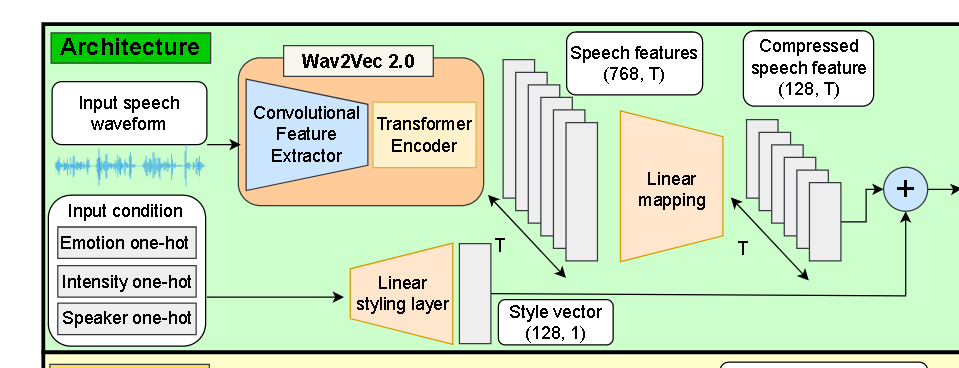 Architecture
Wav2Vec 2.0
Input speech
waveform
Convolutional
Feature
Extractor
Transformer
Encoder
Speech features
(768, T)
Compressed
speech feature
(128, T)
Linear
mapping
T
T
+
Input condition
Emotion one-hot
Intensity one-hot
Speaker one-hot
Linear
styling layer
Style vector
(128, 1)